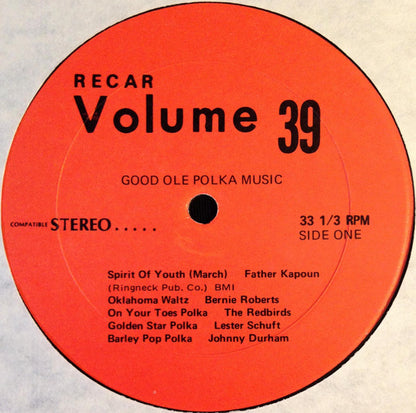 RECAR
Volume 39
GOOD OLE POLKA MUSIC
COMPATIBLE STEREO.....
33 1/3 RPM
SIDE ONE
Spirit Of Youth (March) Father Kapoun
(Ringneck Pub. Co.) BMI
Oklahoma Waltz Bernie Roberts
On Your Toes Polka The Redbirds
Golden Star Polka Lester Schuft
Barley Pop Polka Johnny Durham